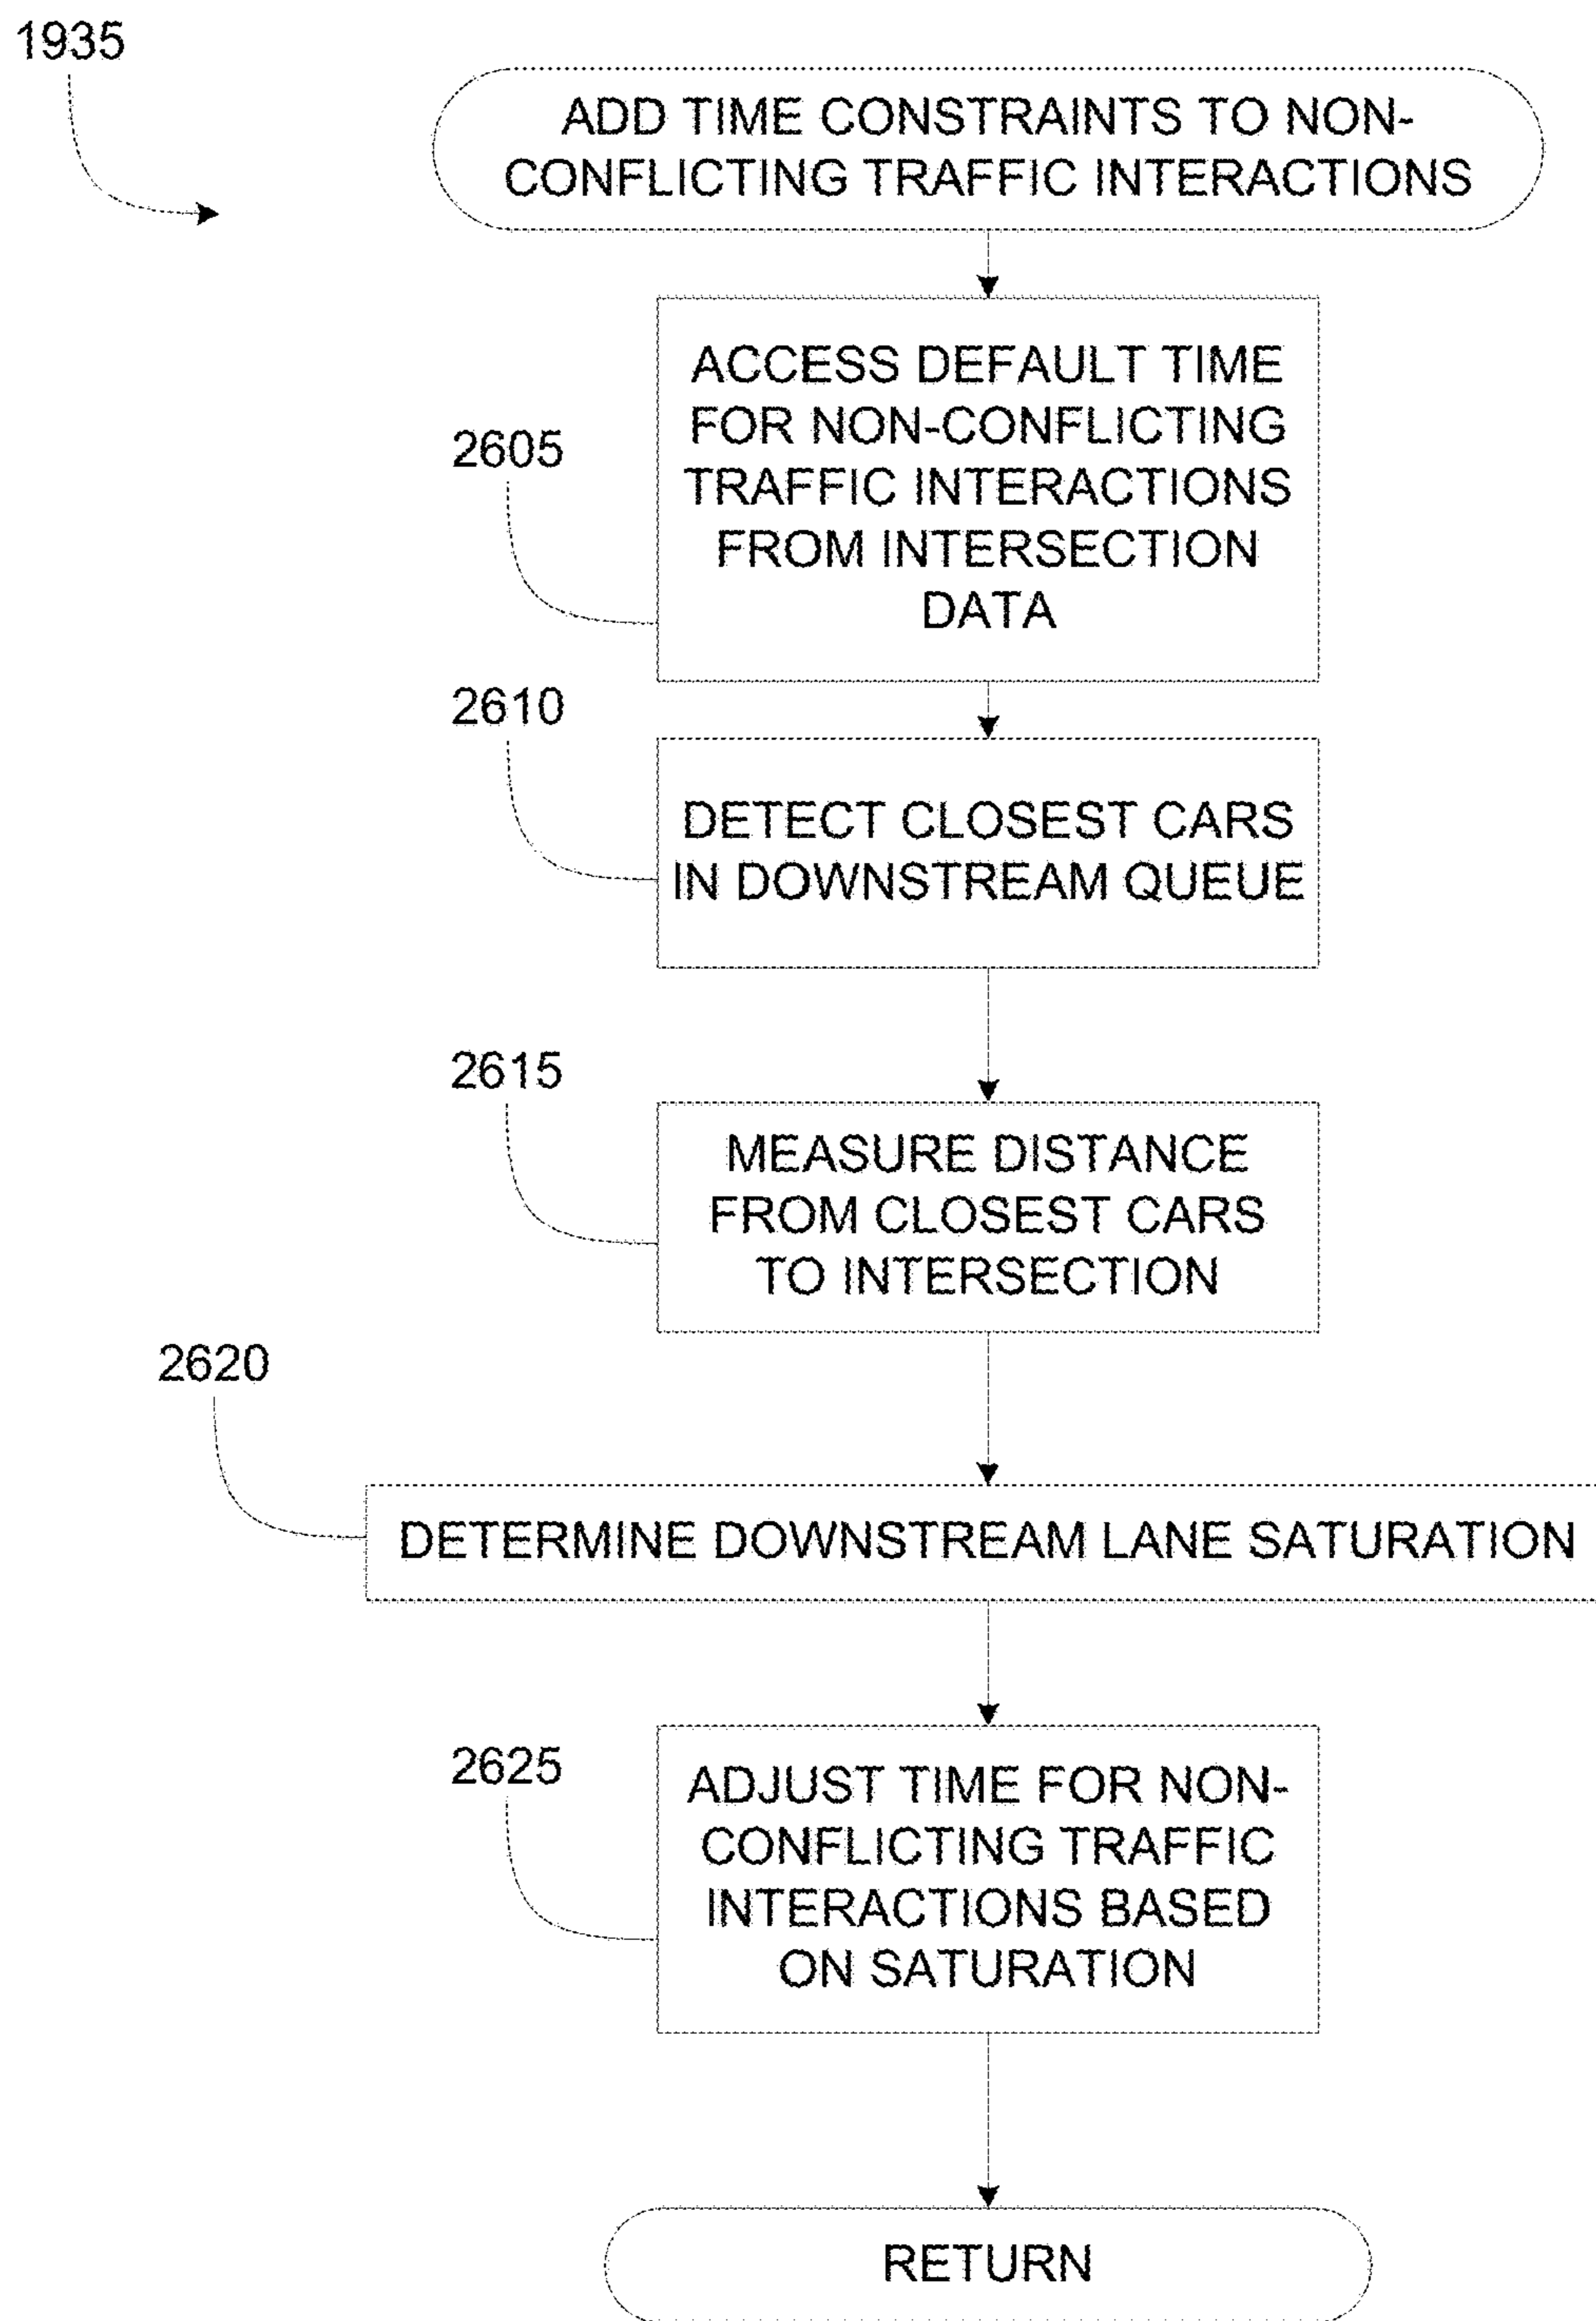 1935
ADD TIME CONSTRAINTS TO NON-
CONFLICTING TRAFFIC INTERACTIONS
2605
ACCESS DEFAULT TIME
FOR NON-CONFLICTING
TRAFFIC INTERACTIONS
FROM INTERSECTION
DATA
2610
DETECT CLOSEST CARS
IN DOWNSTREAM QUEUE
2615
MEASURE DISTANCE
FROM CLOSEST CARS
TO INTERSECTION
2620
DETERMINE DOWNSTREAM LANE SATURATION
2625
ADJUST TIME FOR NON-
CONFLICTING TRAFFIC
INTERACTIONS BASED
ON SATURATION
RETURN